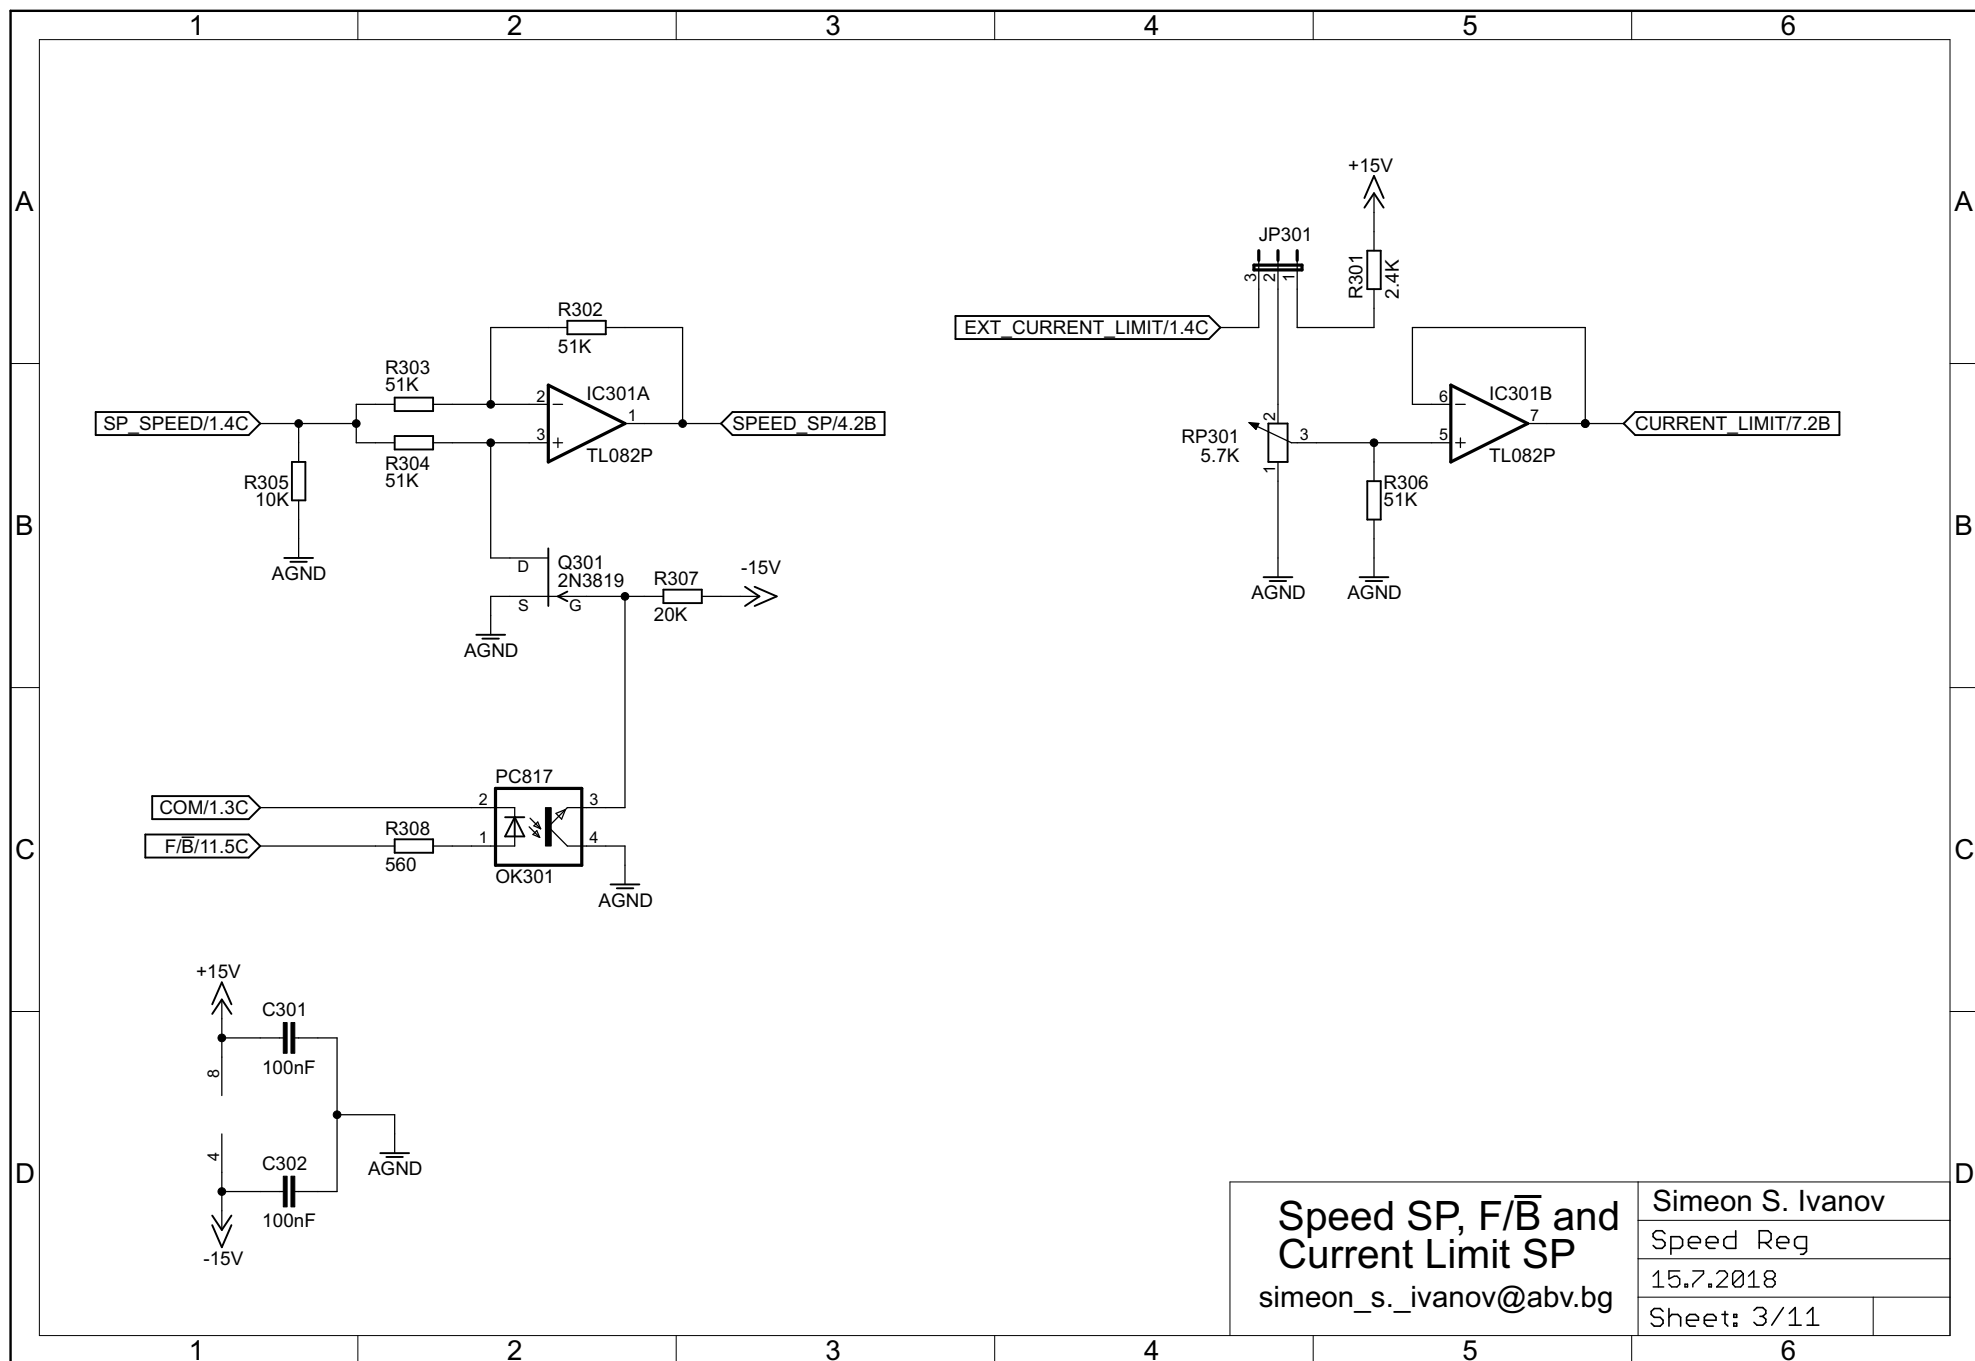 1 2 3 4 5 6
A A
+15V
JP301
3 2 1
R301
2.4K
EXT_CURRENT_LIMIT/1.4C
R302
51K
R303
51K
2
IC301A
1
3
TL082P
SP_SPEED/1.4C
SPEED_SP/4.2B
R304
51K
R305
10K
AGND
6
IC301B
7
5
TL082P
CURRENT_LIMIT/7.2B
2
RP301
5.7K
3
1
R306
51K
AGND
AGND
B B
D
Q301
2N3819
S
G
R307
20K
-15V
AGND
PC817
COM/1.3C
2
3
F/B̅/11.5C
R308
560
1
4
OK301
AGND
C C
+15V
C301
100nF
8
4
C302
100nF
AGND
-15V
D D
Speed SP, F/B̅ and
Current Limit SP
simeon_s._ivanov@abv.bg
Simeon S. Ivanov
Speed Reg
15.7.2018
Sheet: 3/11
1 2 3 4 5 6